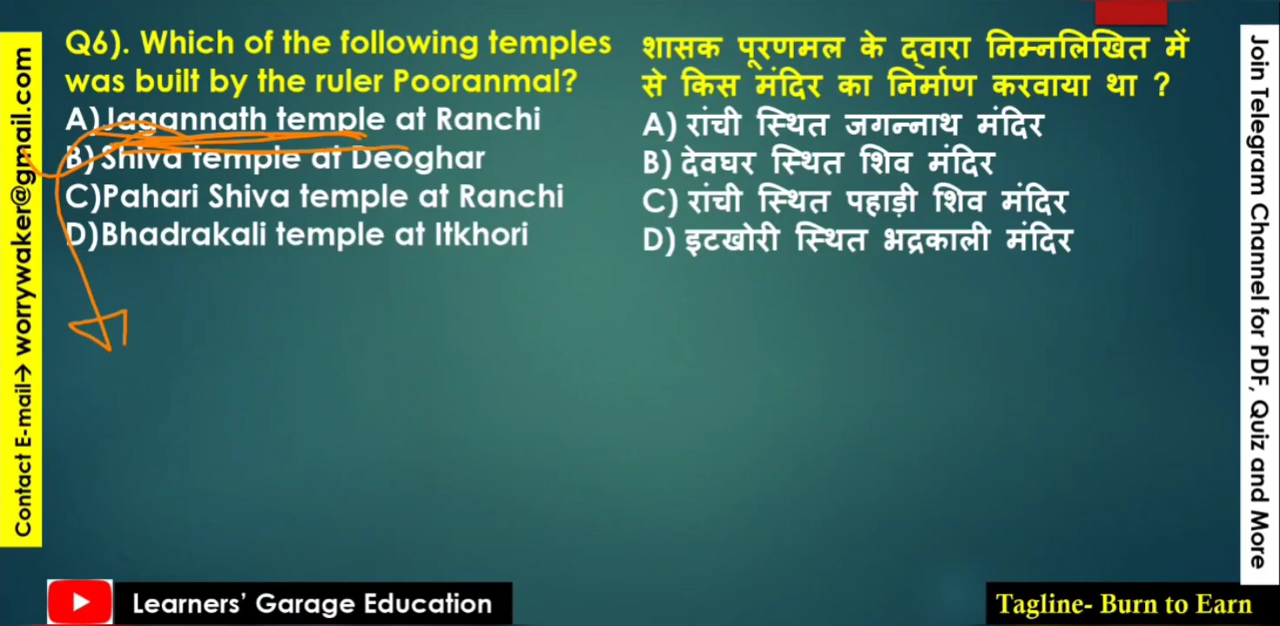 Q6). Which of the following temples
was built by the ruler Pooranmal?
A)Jagannath temple at Ranchi
B)Shiva temple at Deoghar
C)Pahari Shiva temple at Ranchi
D)Bhadrakali temple at Itkhori
शासक पूरणमल के द्वारा निम्नलिखित में
से किस मंदिर का निर्माण करवाया था ?
A) रांची स्थित जगन्नाथ मंदिर
B) देवघर स्थित शिव मंदिर
C) रांची स्थित पहाड़ी शिव मंदिर
D) इटखोरी स्थित भद्रकाली मंदिर
Contact E-mail→ worrywaker@gmail.com
Join Telegram Channel for PDF, Quiz and More
Learners’ Garage Education
Tagline- Burn to Earn